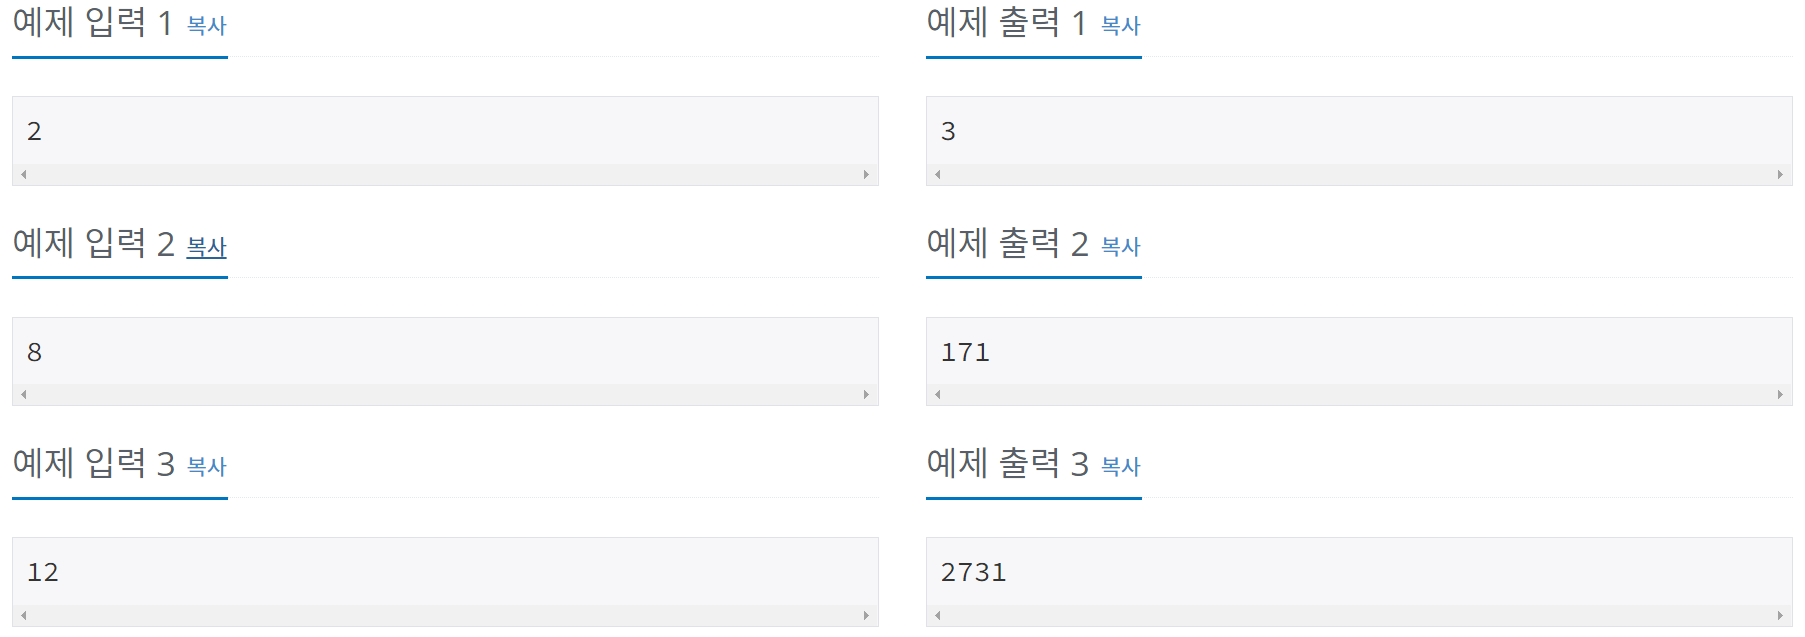 예제 입력 1 복사
2
예제 출력 1 복사
3
예제 입력 2 복사
8
예제 출력 2 복사
171
예제 입력 3 복사
12
예제 출력 3 복사
2731